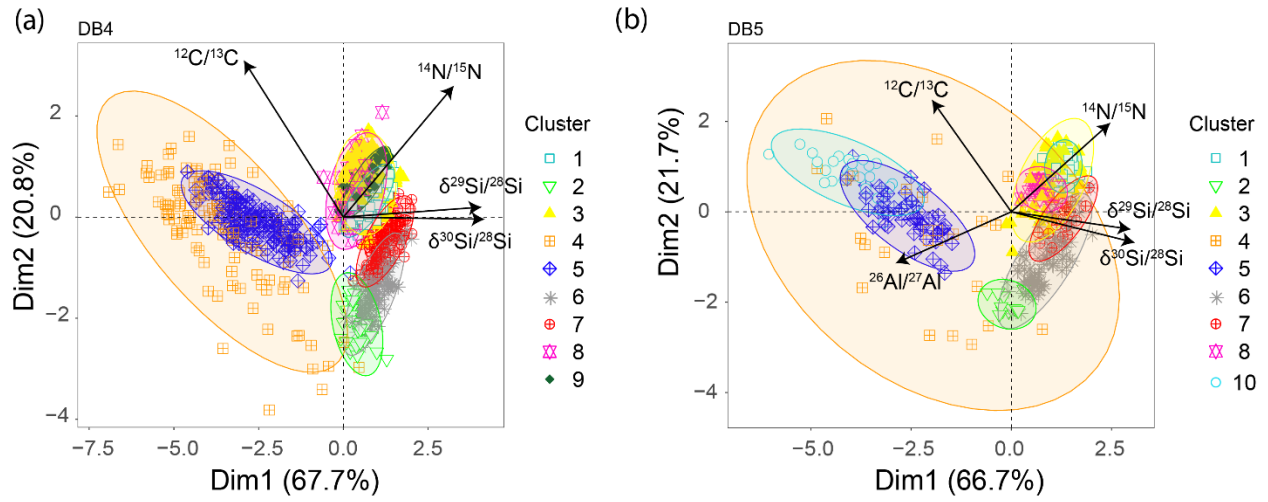 (a)
DB4
¹²C/¹³C
¹⁴N/¹⁵N
δ²⁹Si/²⁸Si
δ³⁰Si/²⁸Si
2
0
−2
−4
Dim2 (20.8%)
−7.5
−5.0
−2.5
0.0
2.5
Dim1 (67.7%)
Cluster
1
2
3
4
5
6
7
8
9
(b)
DB5
¹²C/¹³C
¹⁴N/¹⁵N
δ²⁹Si/²⁸Si
δ³⁰Si/²⁸Si
²⁶Al/²⁷Al
2
0
−2
−4
Dim2 (21.7%)
−5.0
−2.5
0.0
2.5
Dim1 (66.7%)
Cluster
1
2
3
4
5
6
7
8
10